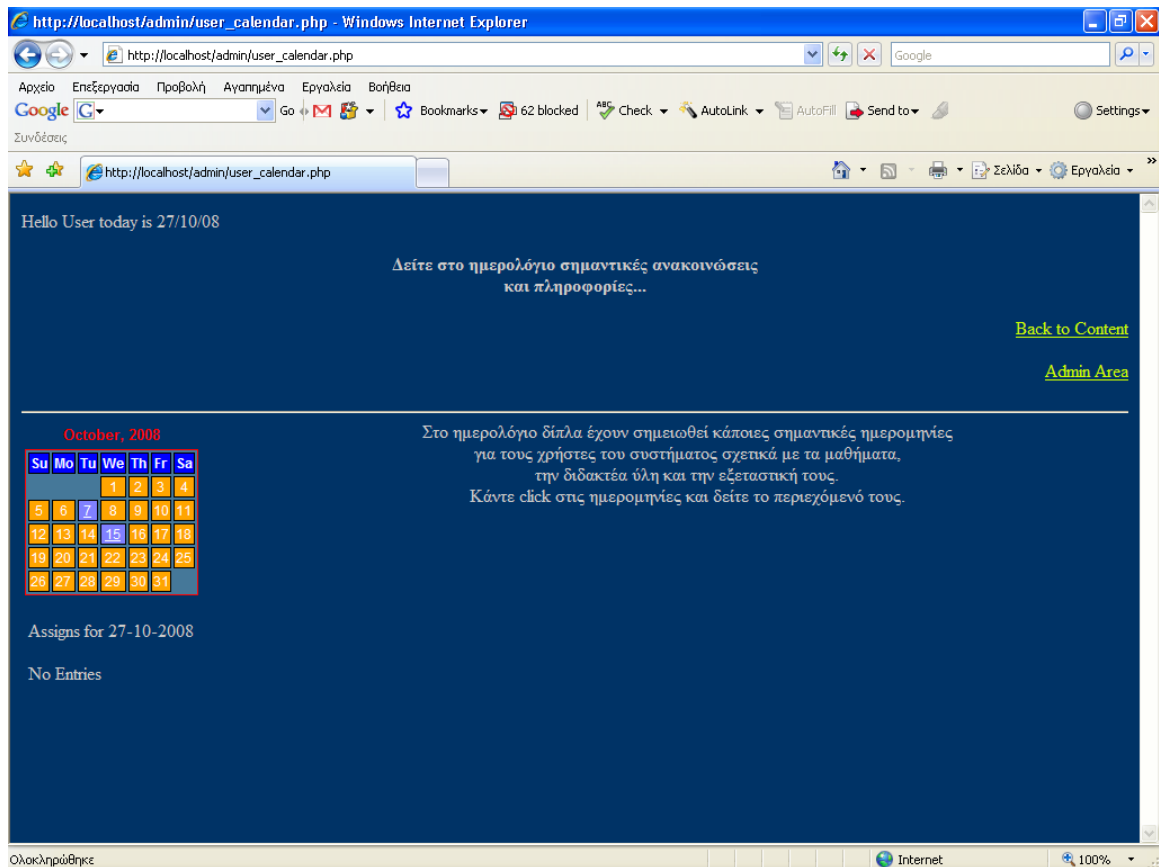 http://localhost/admin/user_calendar.php - Windows Internet Explorer
http://localhost/admin/user_calendar.php
Google
Αρχείο Επεξεργασία Προβολή Αγαπημένα Εργαλεία Βοήθεια
Google G Go Bookmarks 62 blocked ABC Check AutoLink AutoFill Send to Settings
Συνδέσεις
http://localhost/admin/user_calendar.php Σελίδα Εργαλεία »
Hello User today is 27/10/08
Δείτε στο ημερολόγιο σημαντικές ανακοινώσεις
και πληροφορίες...
Back to Content
Admin Area
October, 2008
Su Mo Tu We Th Fr Sa
1 2 3 4
5 6 7 8 9 10 11
12 13 14 15 16 17 18
19 20 21 22 23 24 25
26 27 28 29 30 31
Στο ημερολόγιο δίπλα έχουν σημειωθεί κάποιες σημαντικές ημερομηνίες
για τους χρήστες του συστήματος σχετικά με τα μαθήματα,
την διδακτέα ύλη και την εξεταστική τους.
Κάντε click στις ημερομηνίες και δείτε το περιεχόμενό τους.
Assigns for 27-10-2008
No Entries
Ολοκληρώθηκε Internet 100%